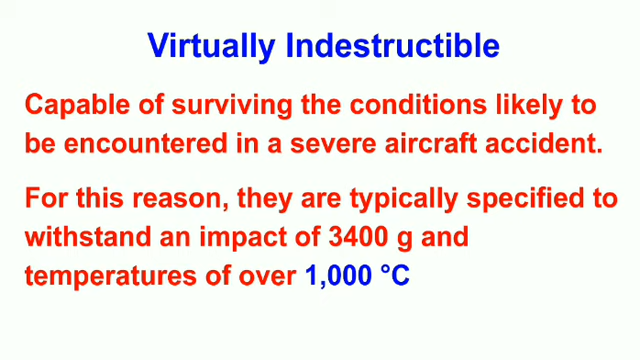 Virtually Indestructible
Capable of surviving the conditions likely to
be encountered in a severe aircraft accident.
For this reason, they are typically specified to
withstand an impact of 3400 g and
temperatures of over 1,000 °C